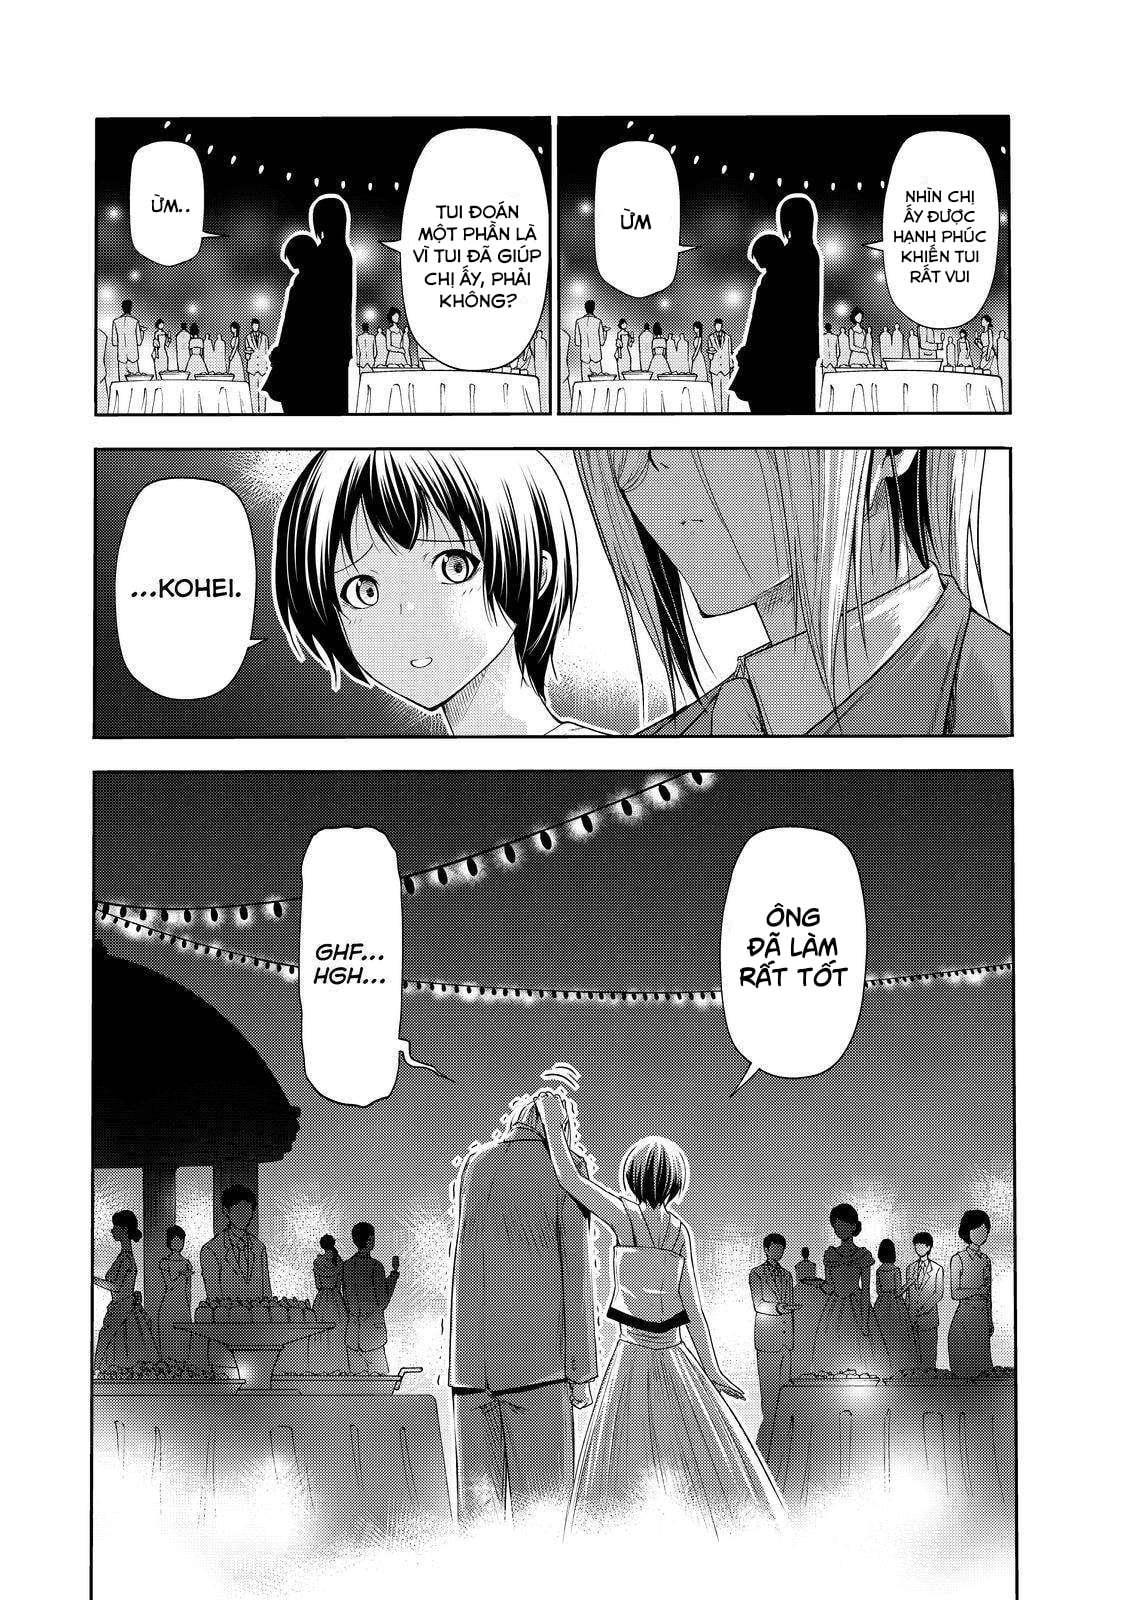 NHÌN CHỊ
ẤY ĐƯỢC
HẠNH PHÚC
KHIẾN TUI
RẤT VUI
ỪM
TUI ĐOÁN
MỘT PHẦN LÀ
VÌ TUI ĐÃ GIÚP
CHỊ ẤY, PHẢI
KHÔNG?
ỪM..
...KOHEI.
ÔNG
ĐÃ LÀM
RẤT TỐT
GHF...
HGH...